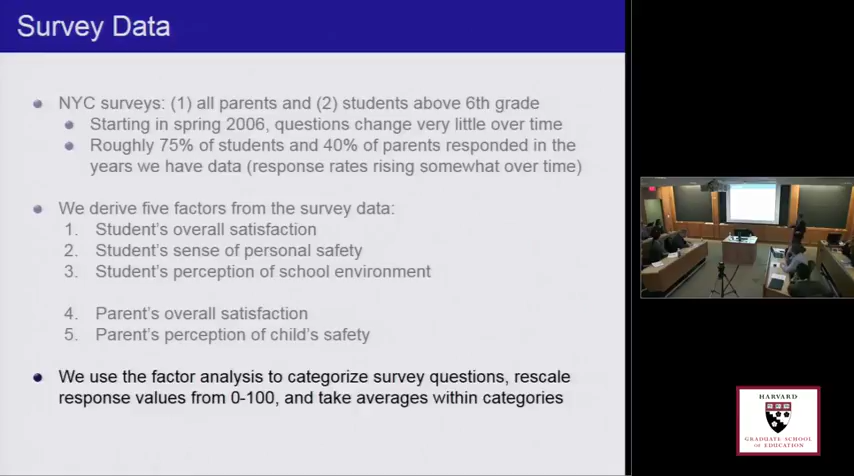 Survey Data
NYC surveys: (1) all parents and (2) students above 6th grade
Starting in spring 2006, questions change very little over time
Roughly 75% of students and 40% of parents responded in the
years we have data (response rates rising somewhat over time)
We derive five factors from the survey data:
1. Student's overall satisfaction
2. Student's sense of personal safety
3. Student's perception of school environment
4. Parent's overall satisfaction
5. Parent's perception of child's safety
We use the factor analysis to categorize survey questions, rescale
response values from 0-100, and take averages within categories
HARVARD
GRADUATE SCHOOL
OF EDUCATION